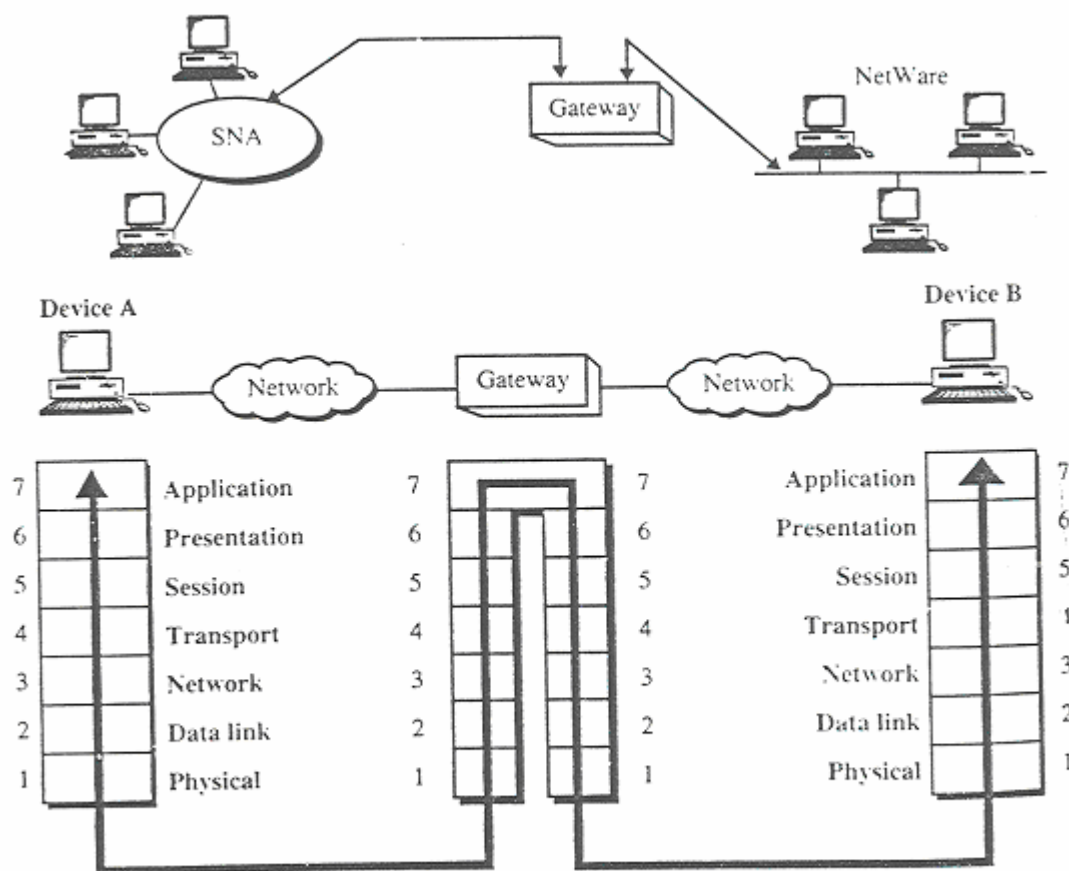 NetWare
Gateway
SNA
Device A
Device B
Network
Gateway
Network
7 Application 7 7 Application 7
6 Presentation 6 6 Presentation 6
5 Session 5 5 Session 5
4 Transport 4 4 Transport
3 Network 3 3 Network 3
2 Data link 2 2 Data link 2
1 Physical 1 1 Physical 1